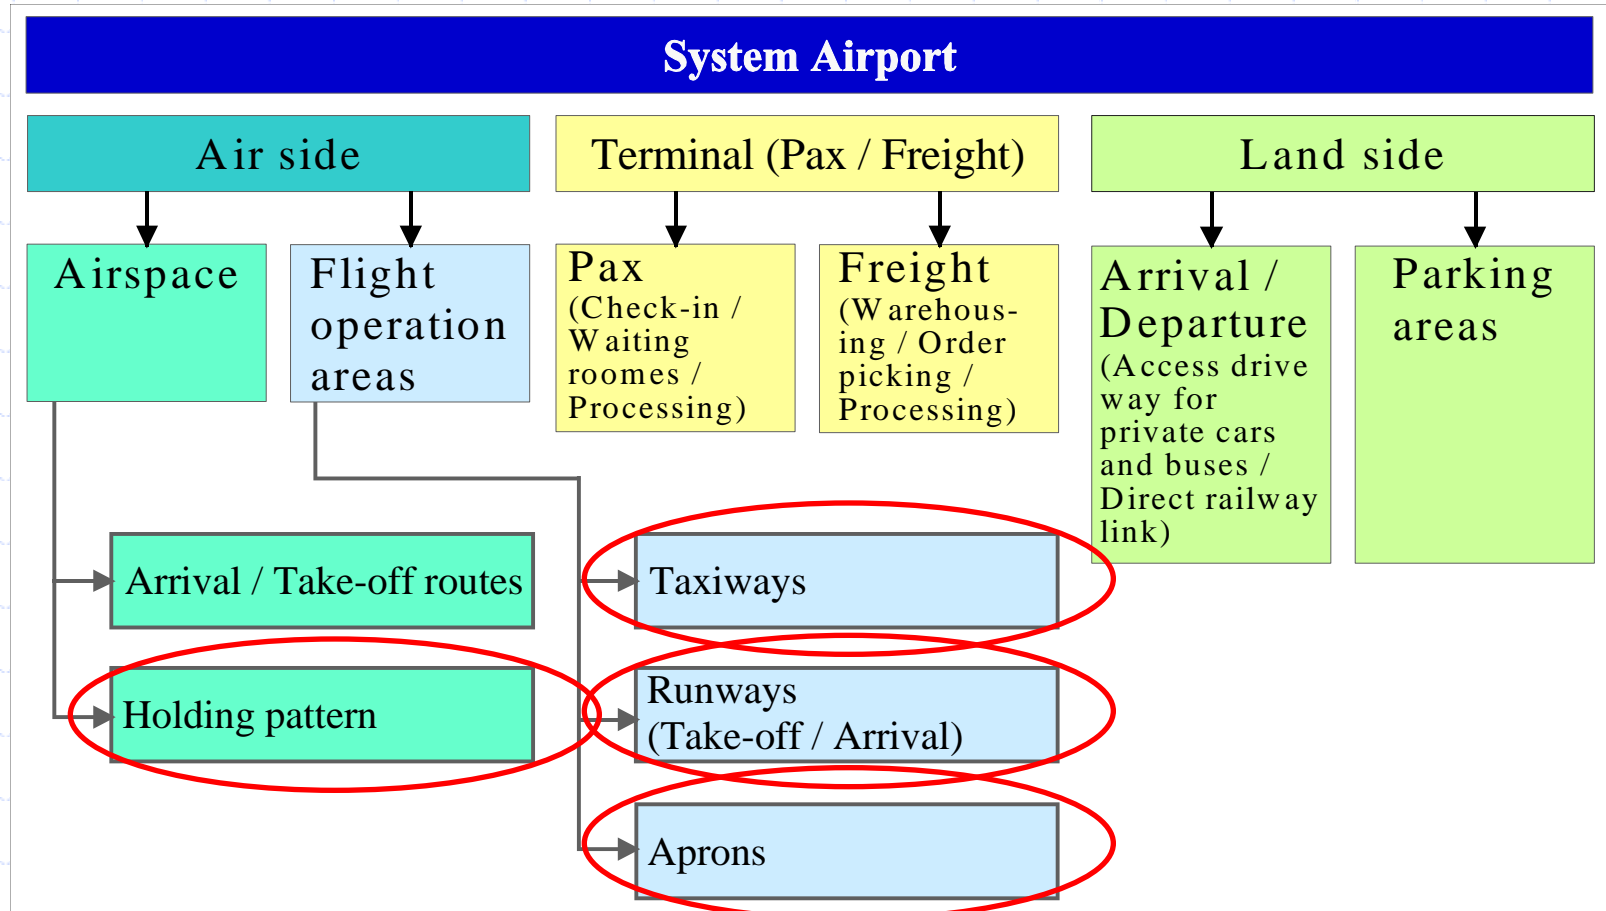 System Airport
Air side
Terminal (Pax / Freight)
Land side
Airspace
Flight
operation
areas
Pax
(Check-in /
Waiting
roomes /
Processing)
Freight
(Warehous-
ing / Order
picking /
Processing)
Arrival /
Departure
(Access drive
way for
private cars
and buses /
Direct railway
link)
Parking
areas
Arrival / Take-off routes
Holding pattern
Taxiways
Runways
(Take-off / Arrival)
Aprons